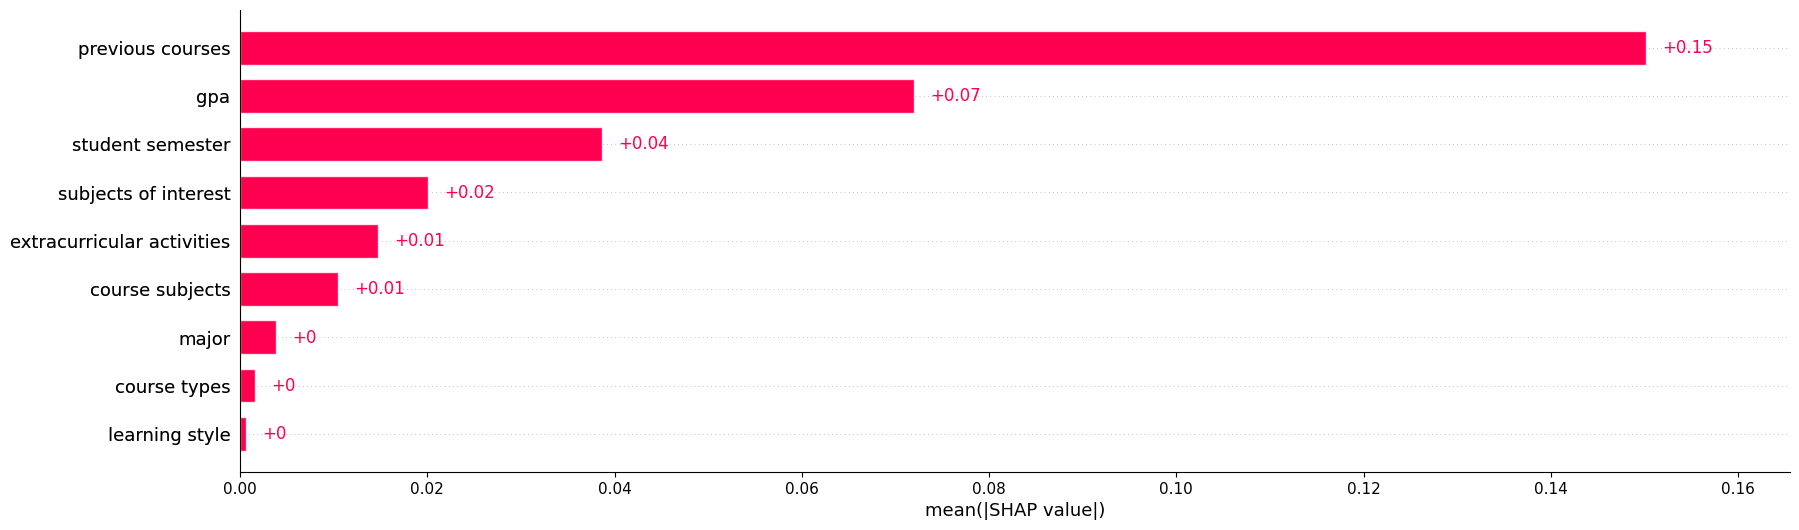 previous courses +0.15
gpa +0.07
student semester +0.04
subjects of interest +0.02
extracurricular activities +0.01
course subjects +0.01
major +0
course types +0
learning style +0
0.00 0.02 0.04 0.06 0.08 0.10 0.12 0.14 0.16
mean(|SHAP value|)